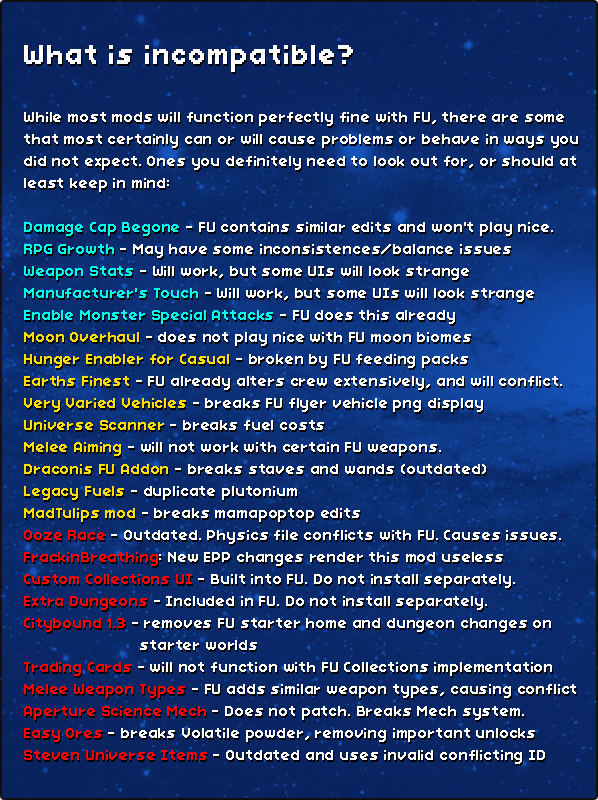 What is incompatible?
While most mods will function perfectly fine with FU, there are some
that most certainly can or will cause problems or behave in ways you
did not expect. Ones you definitely need to look out for, or should at
least keep in mind:
Damage Cap Begone - FU contains similar edits and won't play nice.
RPG Growth - May have some inconsistences/balance issues
Weapon Stats - Will work, but some UIs will look strange
Manufacturer's Touch - Will work, but some UIs will look strange
Enable Monster Special Attacks - FU does this already
Moon Overhaul - does not play nice with FU moon biomes
Hunger Enabler for Casual - broken by FU feeding packs
Earths Finest - FU already alters crew extensively, and will conflict.
Very Varied Vehicles - breaks FU flyer vehicle png display
Universe Scanner - breaks fuel costs
Melee Aiming - will not work with certain FU weapons.
Draconis FU Addon - breaks staves and wands (outdated)
Legacy Fuels - duplicate plutonium
MadTulips mod - breaks mamapoptop edits
Ooze Race - Outdated. Physics file conflicts with FU. Causes issues.
FrackinBreathing: New EPP changes render this mod useless
Custom Collections UI - Built into FU. Do not install separately.
Extra Dungeons - Included in FU. Do not install separately.
Citybound 1.3 - removes FU starter home and dungeon changes on
starter worlds
Trading Cards - will not function with FU Collections implementation
Melee Weapon Types - FU adds similar weapon types, causing conflict
Aperture Science Mech - Does not patch. Breaks Mech system.
Easy Ores - breaks Volatile powder, removing important unlocks
Steven Universe Items - Outdated and uses invalid conflicting ID